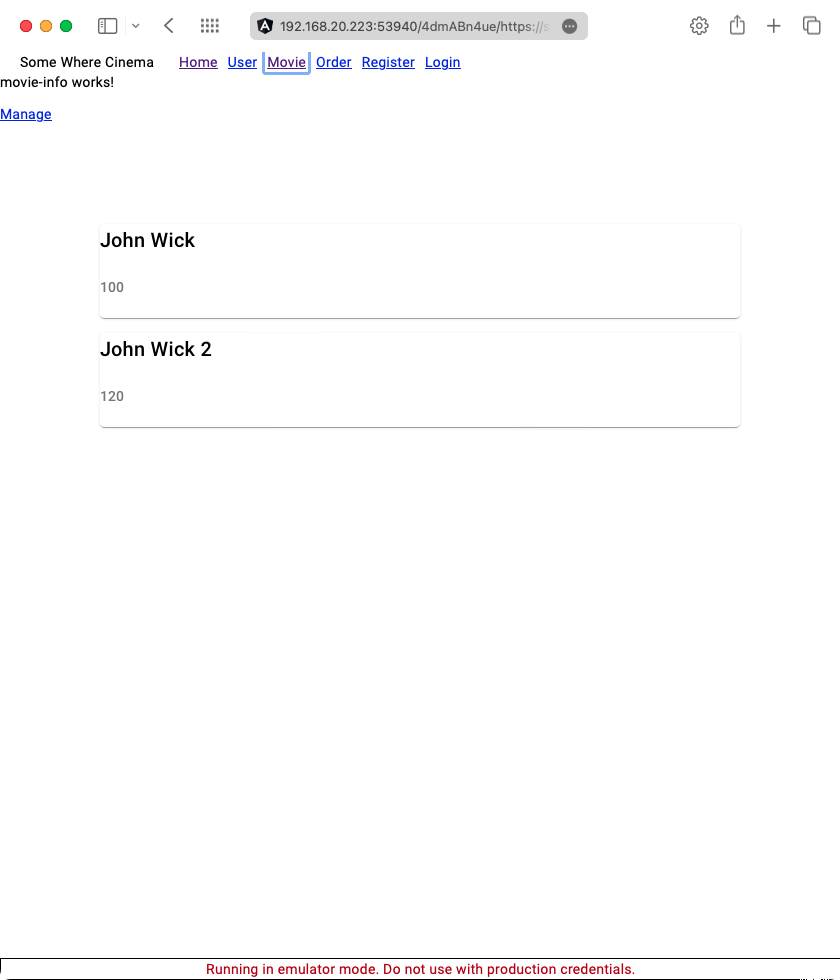 192.168.20.223:53940/4dmABn4ue/https://s
Some Where Cinema Home User Movie Order Register Login
movie-info works!
Manage
John Wick
100
John Wick 2
120
Running in emulator mode. Do not use with production credentials.